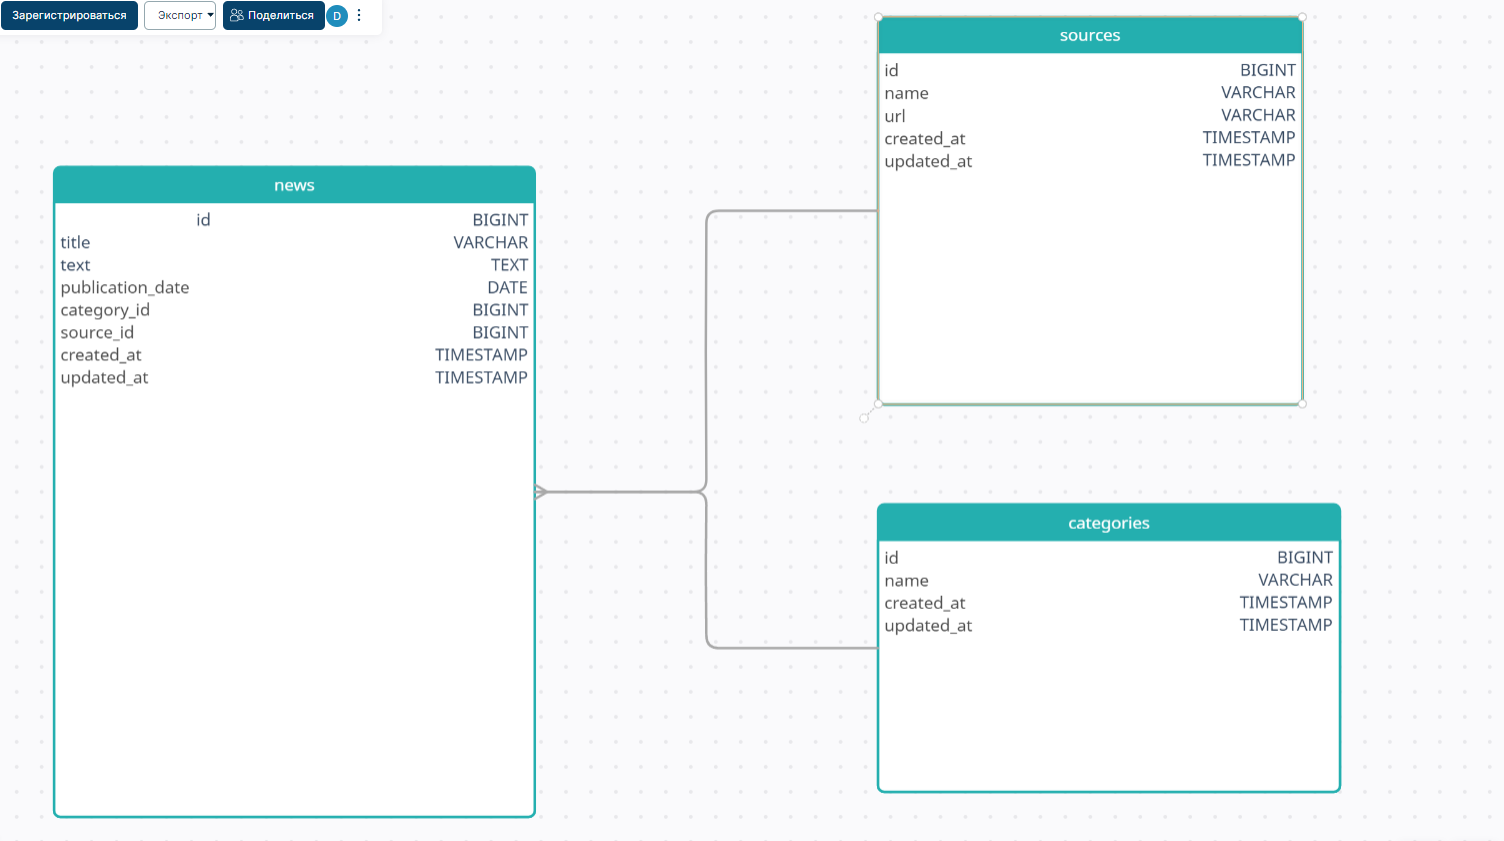 Зарегистрироваться Экспорт Поделиться D
news
id BIGINT
title VARCHAR
text TEXT
publication_date DATE
category_id BIGINT
source_id BIGINT
created_at TIMESTAMP
updated_at TIMESTAMP
sources
id BIGINT
name VARCHAR
url VARCHAR
created_at TIMESTAMP
updated_at TIMESTAMP
categories
id BIGINT
name VARCHAR
created_at TIMESTAMP
updated_at TIMESTAMP